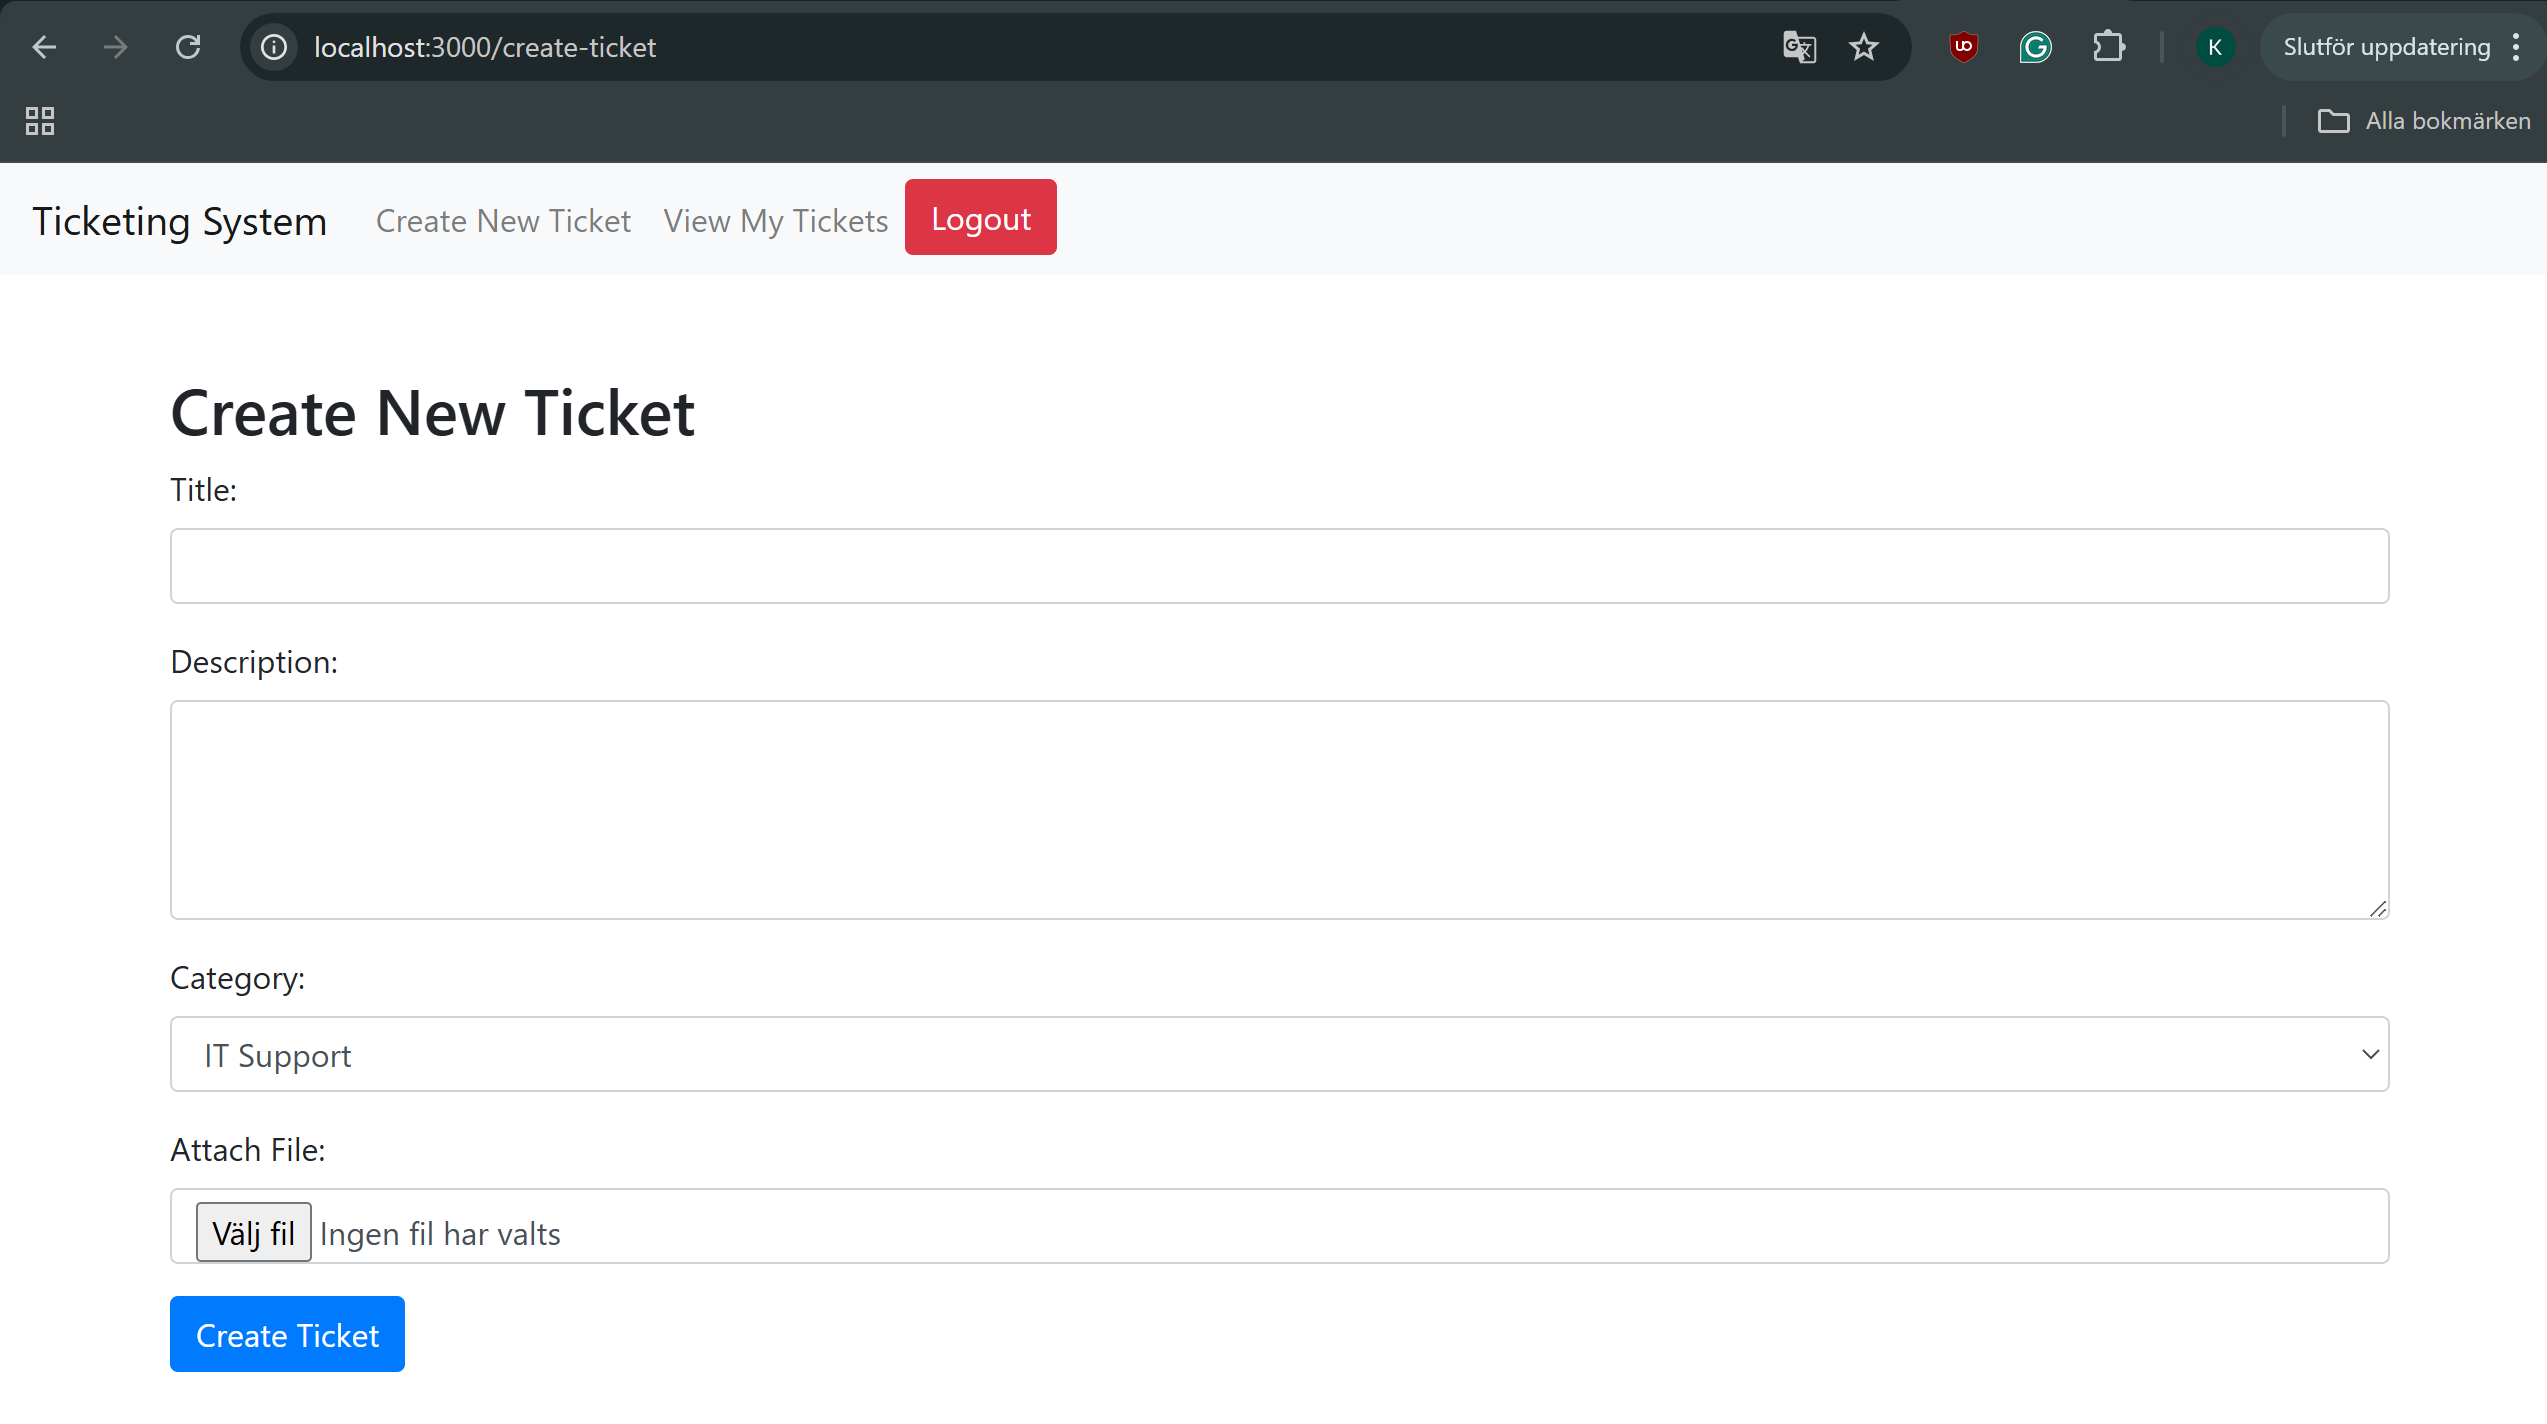 localhost:3000/create-ticket
K
Slutför uppdatering
Alla bokmärken
Ticketing System
Create New Ticket
View My Tickets
Logout
Create New Ticket
Title:
Description:
Category:
IT Support
Attach File:
Välj fil Ingen fil har valts
Create Ticket